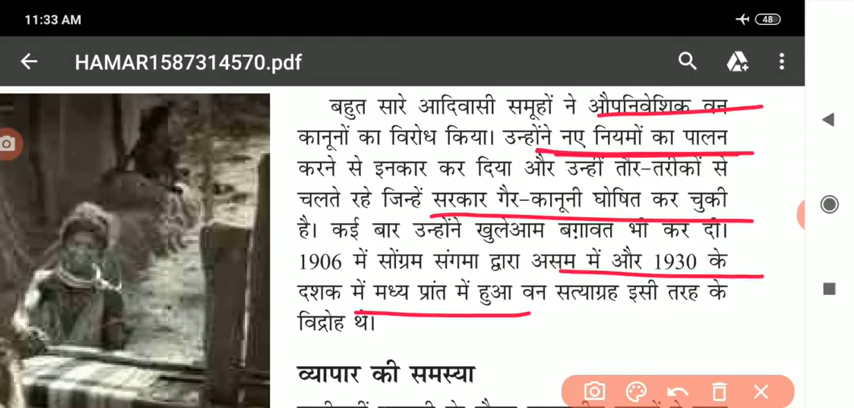 11:33 AM
48
HAMAR1587314570.pdf
बहुत सारे आदिवासी समूहों ने औपनिवेशिक वन
कानूनों का विरोध किया। उन्होंने नए नियमों का पालन
करने से इनकार कर दिया और उन्हीं तौर-तरीकों से
चलते रहे जिन्हें सरकार गैर-कानूनी घोषित कर चुकी
है। कई बार उन्होंने खुलेआम बग़ावत भी कर दी।
1906 में सोंग्रम संगमा द्वारा असम में और 1930 के
दशक में मध्य प्रांत में हुआ वन सत्याग्रह इसी तरह के
विद्रोह थे।
व्यापार की समस्या